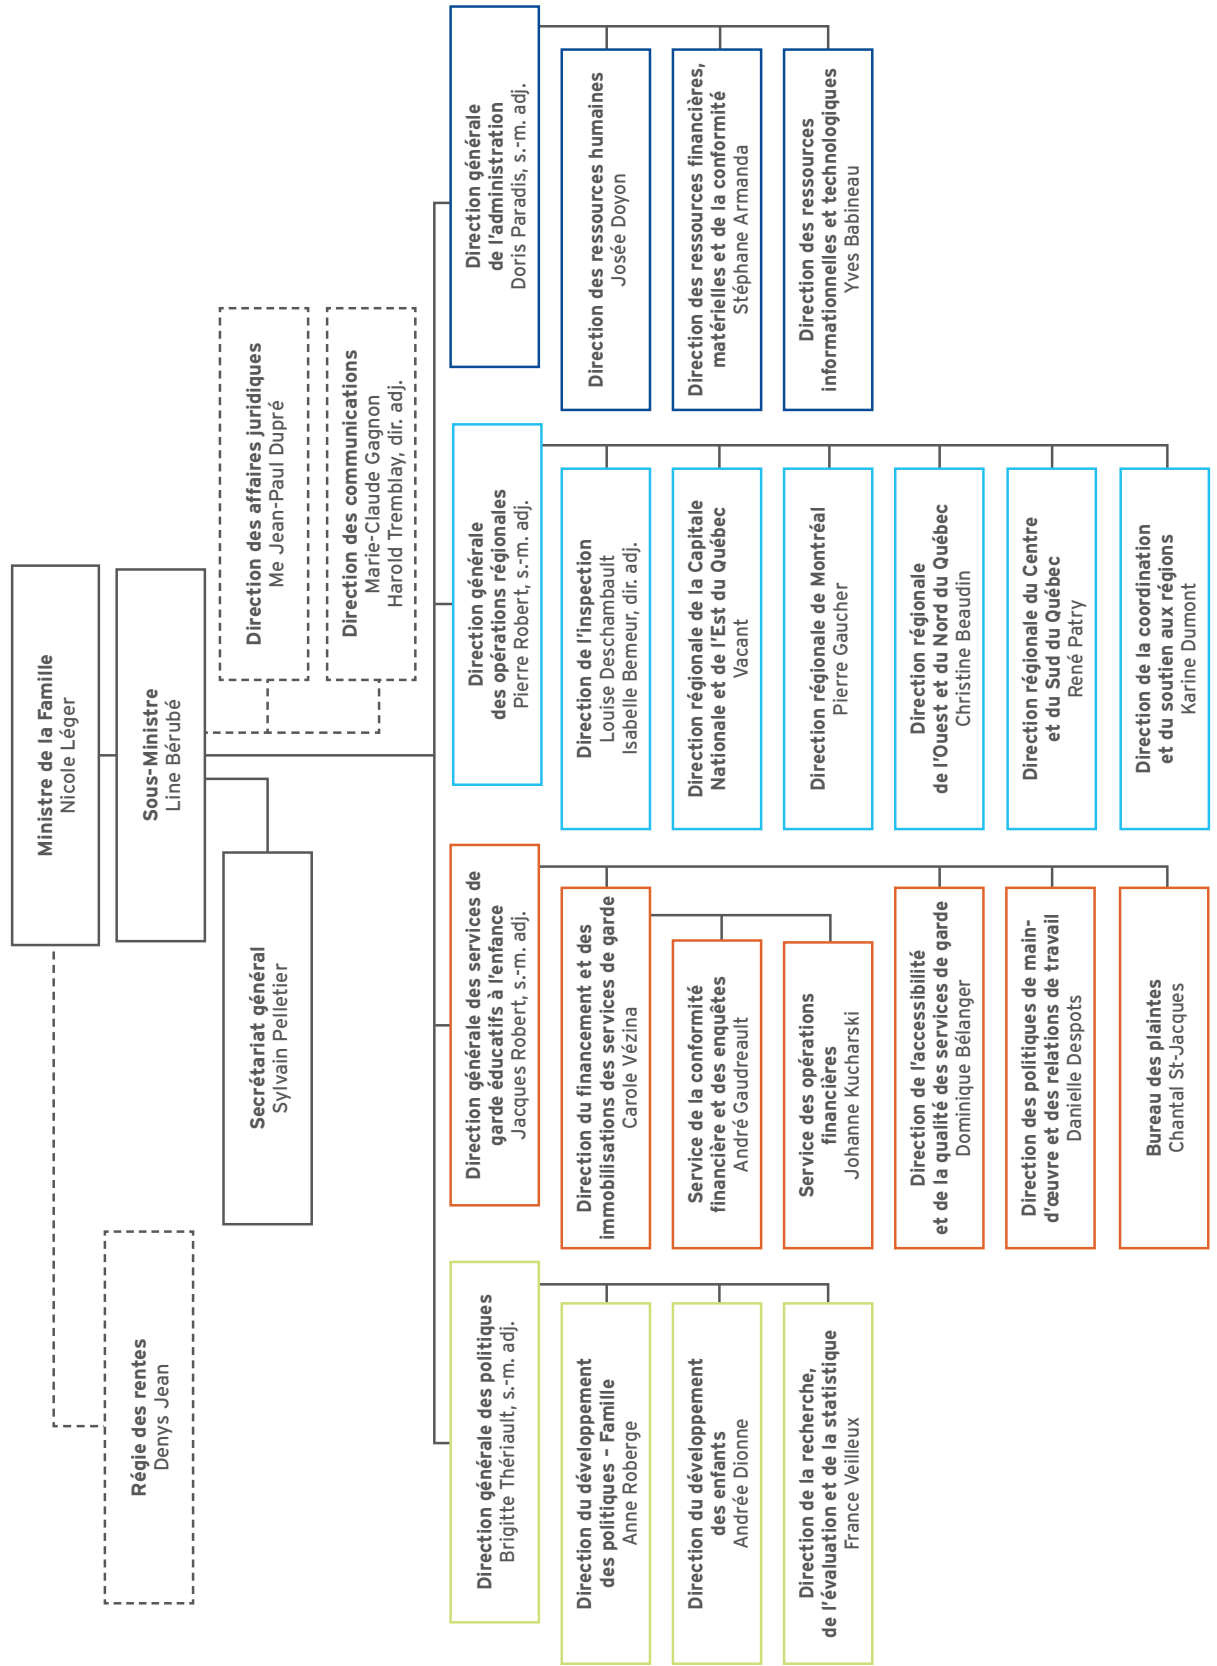 Ministre de la Famille
Nicole Léger
Sous-Ministre
Line Bérubé
Régie des rentes
Denys Jean
Secrétariat général
Sylvain Pelletier
Direction des affaires juridiques
Me Jean-Paul Dupré
Direction des communications
Marie-Claude Gagnon
Harold Tremblay, dir. adj.
Direction générale des politiques
Brigitte Thériault, s.-m. adj.
Direction du développement
des politiques – Famille
Anne Roberge
Direction du développement
des enfants
Andrée Dionne
Direction de la recherche,
de l'évaluation et de la statistique
France Veilleux
Direction générale des services de
garde éducatifs à l'enfance
Jacques Robert, s.-m. adj.
Direction du financement et des
immobilisations des services de garde
Carole Vézina
Service de la conformité
financière et des enquêtes
André Gaudreault
Service des opérations
financières
Johanne Kucharski
Direction de l'accessibilité
et de la qualité des services de garde
Dominique Bélanger
Direction des politiques de main-
d'œuvre et des relations de travail
Danielle Despots
Bureau des plaintes
Chantal St-Jacques
Direction générale
des opérations régionales
Pierre Robert, s.-m. adj.
Direction de l'inspection
Louise Deschambault
Isabelle Bemeur, dir. adj.
Direction régionale de la Capitale
Nationale et de l'Est du Québec
Vacant
Direction régionale de Montréal
Pierre Gaucher
Direction régionale
de l'Ouest et du Nord du Québec
Christine Beaudin
Direction régionale du Centre
et du Sud du Québec
René Patry
Direction de la coordination
et du soutien aux régions
Karine Dumont
Direction générale
de l'administration
Doris Paradis, s.-m. adj.
Direction des ressources humaines
Josée Doyon
Direction des ressources financières,
matérielles et de la conformité
Stéphane Armanda
Direction des ressources
informationnelles et technologiques
Yves Babineau